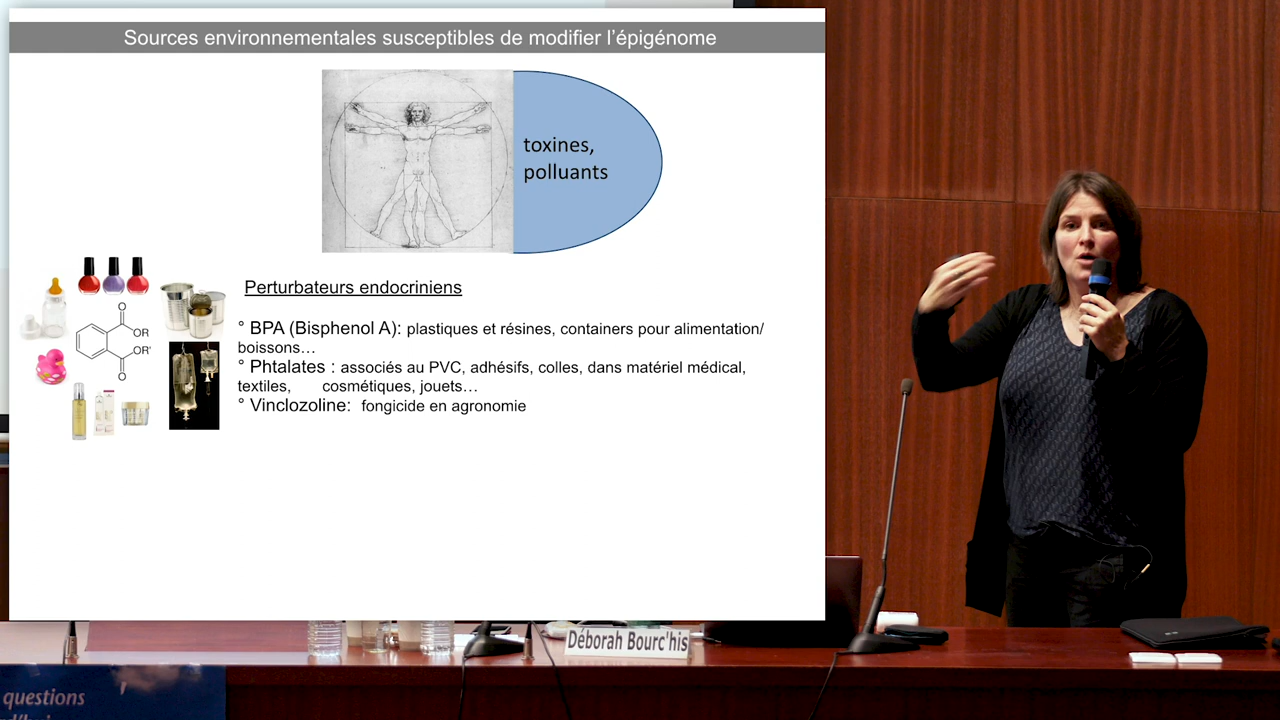 Sources environnementales susceptibles de modifier l'épigénome
toxines,
polluants
Perturbateurs endocriniens
° BPA (Bisphenol A): plastiques et résines, containers pour alimentation/
boissons…
° Phtalates : associés au PVC, adhésifs, colles, dans matériel médical,
textiles, cosmétiques, jouets…
° Vinclozoline: fongicide en agronomie
O
OR
OR'
O
Déborah Bourc'his
questions